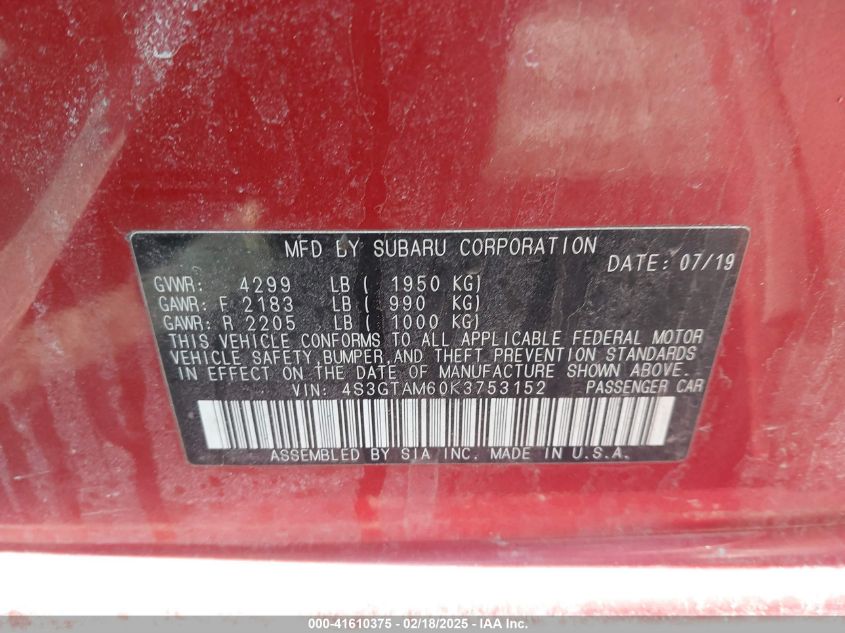 MFD BY SUBARU CORPORATION
DATE: 07/19
GVWR: 4299 LB ( 1950 KG)
GAWR: F 2183 LB ( 990 KG)
GAWR: R 2205 LB ( 1000 KG)
THIS VEHICLE CONFORMS TO ALL APPLICABLE FEDERAL MOTOR
VEHICLE SAFETY,BUMPER,AND THEFT PREVENTION STANDARDS
IN EFFECT ON THE DATE OF MANUFACTURE SHOWN ABOVE.
VIN: 4S3GTAM60K3753152 PASSENGER CAR
ASSEMBLED BY SIA INC. MADE IN U.S.A.
000-41610375 - 02/18/2025 - IAAI.com